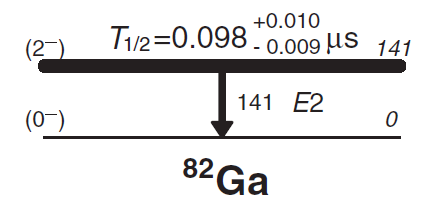 (2⁻) T1/2=0.098 +0.010 - 0.009 μs 141
141 E2
(0⁻) 0
⁸²Ga